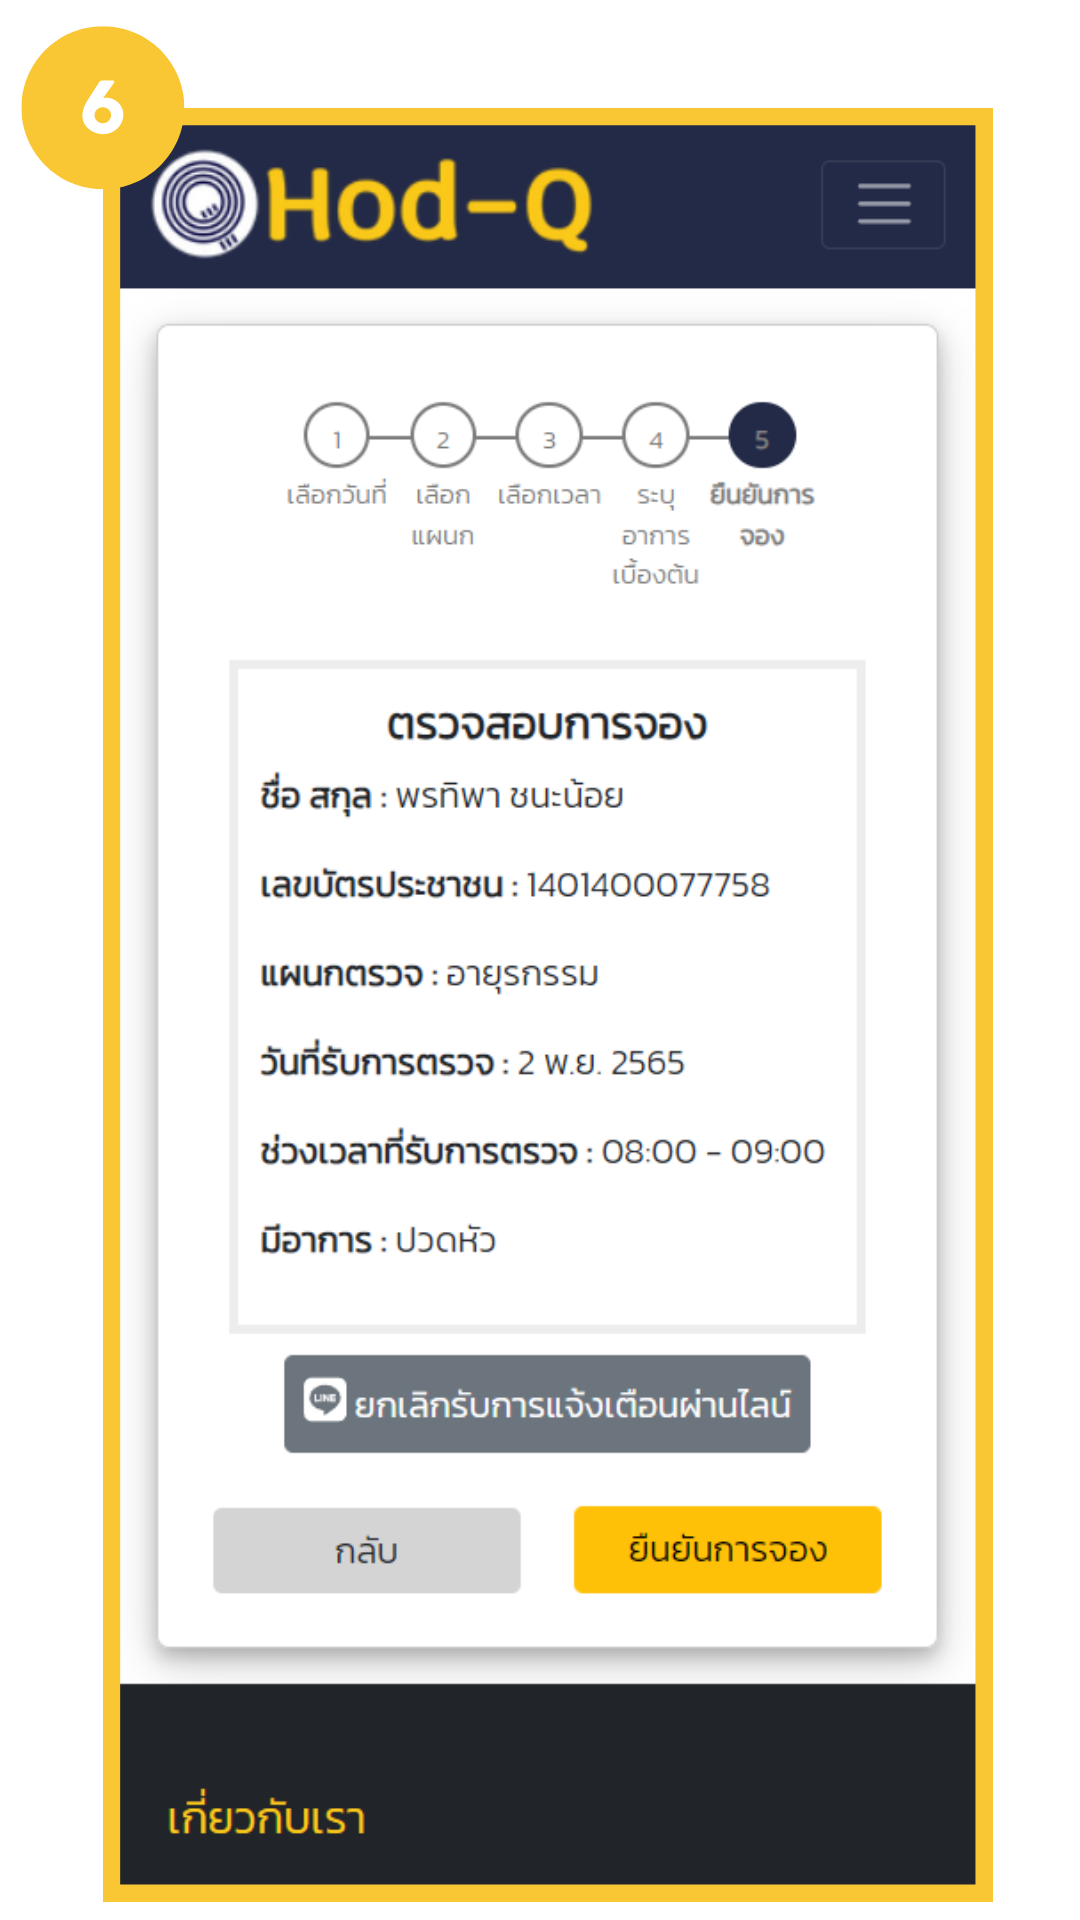 6
Hod-Q
1 2 3 4 5
เลือกวันที่ เลือก เลือกเวลา ระบุ ยืนยันการ
แผนก อาการ จอง
เบื้องต้น
ตรวจสอบการจอง
ชื่อ สกุล : พรทิพา ชนะน้อย
เลขบัตรประชาชน : 1401400077758
แผนกตรวจ : อายุรกรรม
วันที่รับการตรวจ : 2 พ.ย. 2565
ช่วงเวลาที่รับการตรวจ : 08:00 - 09:00
มีอาการ : ปวดหัว
LINE ยกเลิกรับการแจ้งเตือนผ่านไลน์
กลับ ยืนยันการจอง
เกี่ยวกับเรา